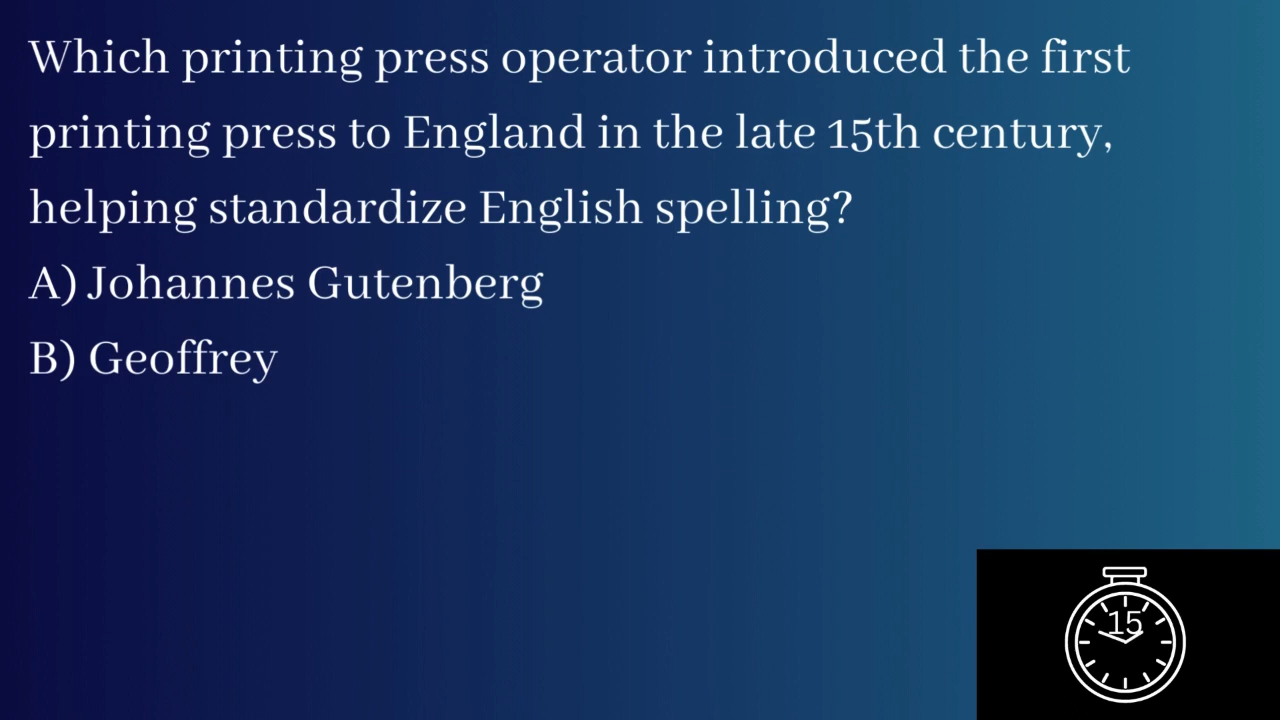 Which printing press operator introduced the first
printing press to England in the late 15th century,
helping standardize English spelling?
A) Johannes Gutenberg
B) Geoffrey
15